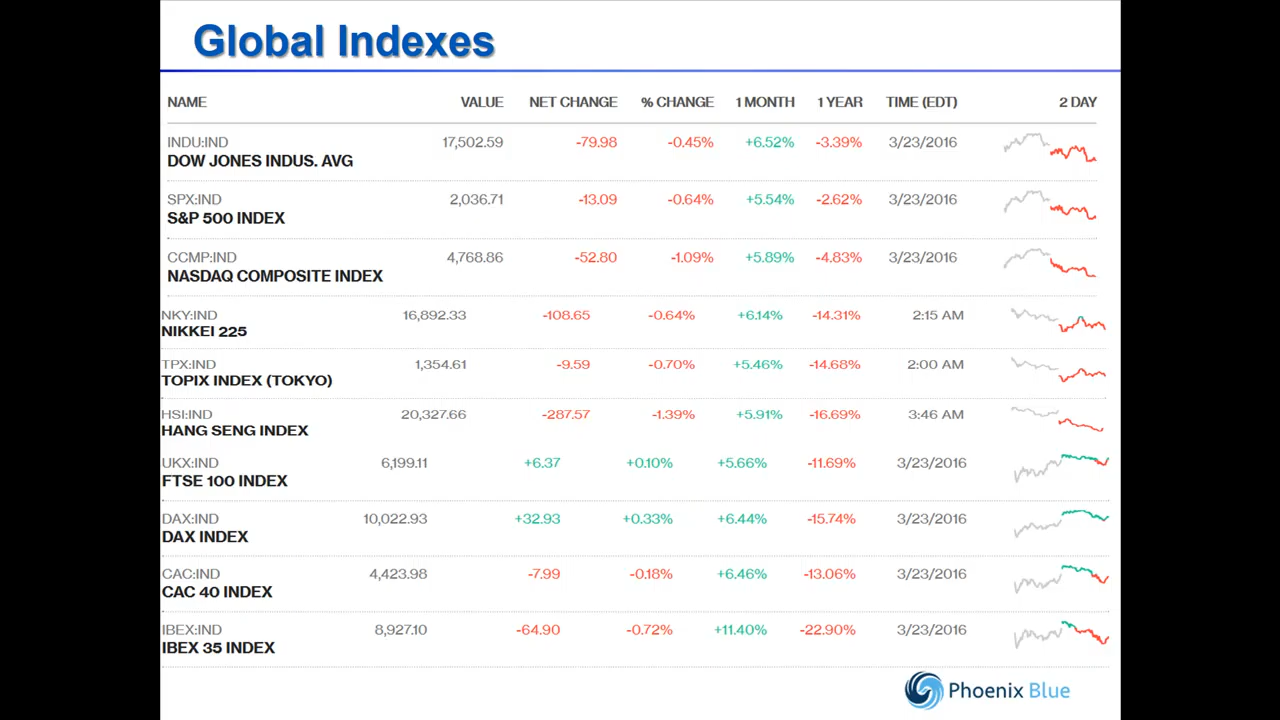 Global Indexes
NAME VALUE NET CHANGE % CHANGE 1 MONTH 1 YEAR TIME (EDT) 2 DAY
INDU:IND 17,502.59 -79.98 -0.45% +6.52% -3.39% 3/23/2016
DOW JONES INDUS. AVG
SPX:IND 2,036.71 -13.09 -0.64% +5.54% -2.62% 3/23/2016
S&P 500 INDEX
CCMP:IND 4,768.86 -52.80 -1.09% +5.89% -4.83% 3/23/2016
NASDAQ COMPOSITE INDEX
NKY:IND 16,892.33 -108.65 -0.64% +6.14% -14.31% 2:15 AM
NIKKEI 225
TPX:IND 1,354.61 -9.59 -0.70% +5.46% -14.68% 2:00 AM
TOPIX INDEX (TOKYO)
HSI:IND 20,327.66 -287.57 -1.39% +5.91% -16.69% 3:46 AM
HANG SENG INDEX
UKX:IND 6,199.11 +6.37 +0.10% +5.66% -11.69% 3/23/2016
FTSE 100 INDEX
DAX:IND 10,022.93 +32.93 +0.33% +6.44% -15.74% 3/23/2016
DAX INDEX
CAC:IND 4,423.98 -7.99 -0.18% +6.46% -13.06% 3/23/2016
CAC 40 INDEX
IBEX:IND 8,927.10 -64.90 -0.72% +11.40% -22.90% 3/23/2016
IBEX 35 INDEX
Phoenix Blue